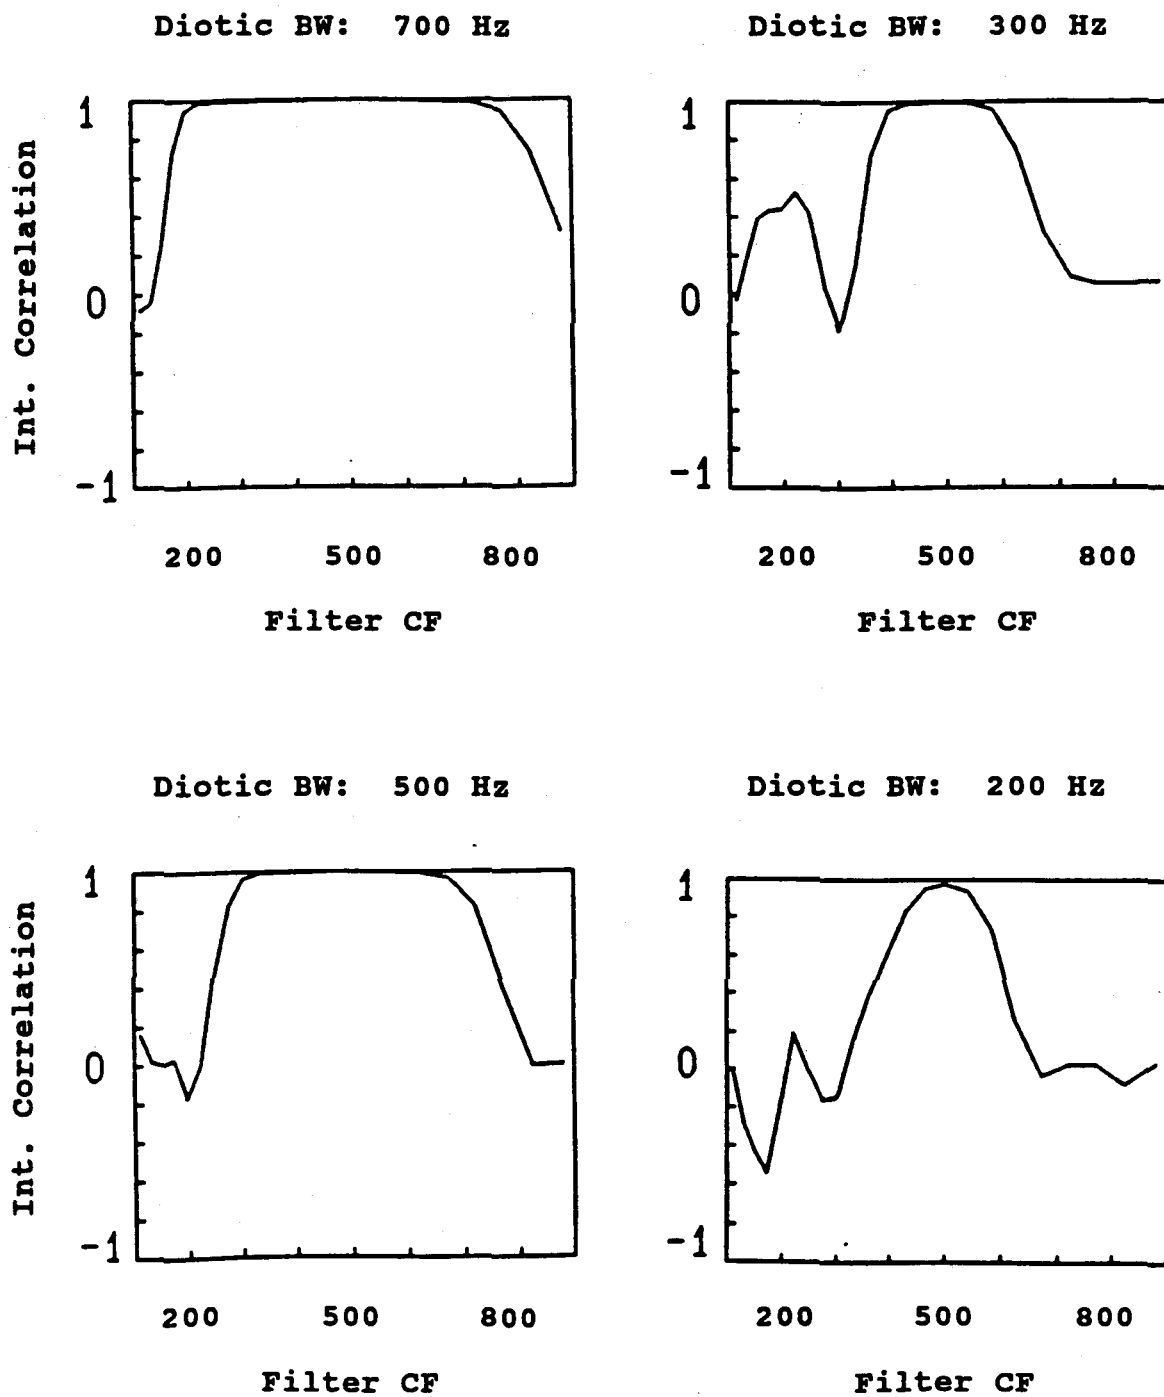 Diotic BW: 700 Hz
1
0
-1
Int. Correlation
200 500 800
Filter CF
Diotic BW: 300 Hz
1
0
-1
200 500 800
Filter CF
Diotic BW: 500 Hz
1
0
-1
Int. Correlation
200 500 800
Filter CF
Diotic BW: 200 Hz
1
0
-1
200 500 800
Filter CF